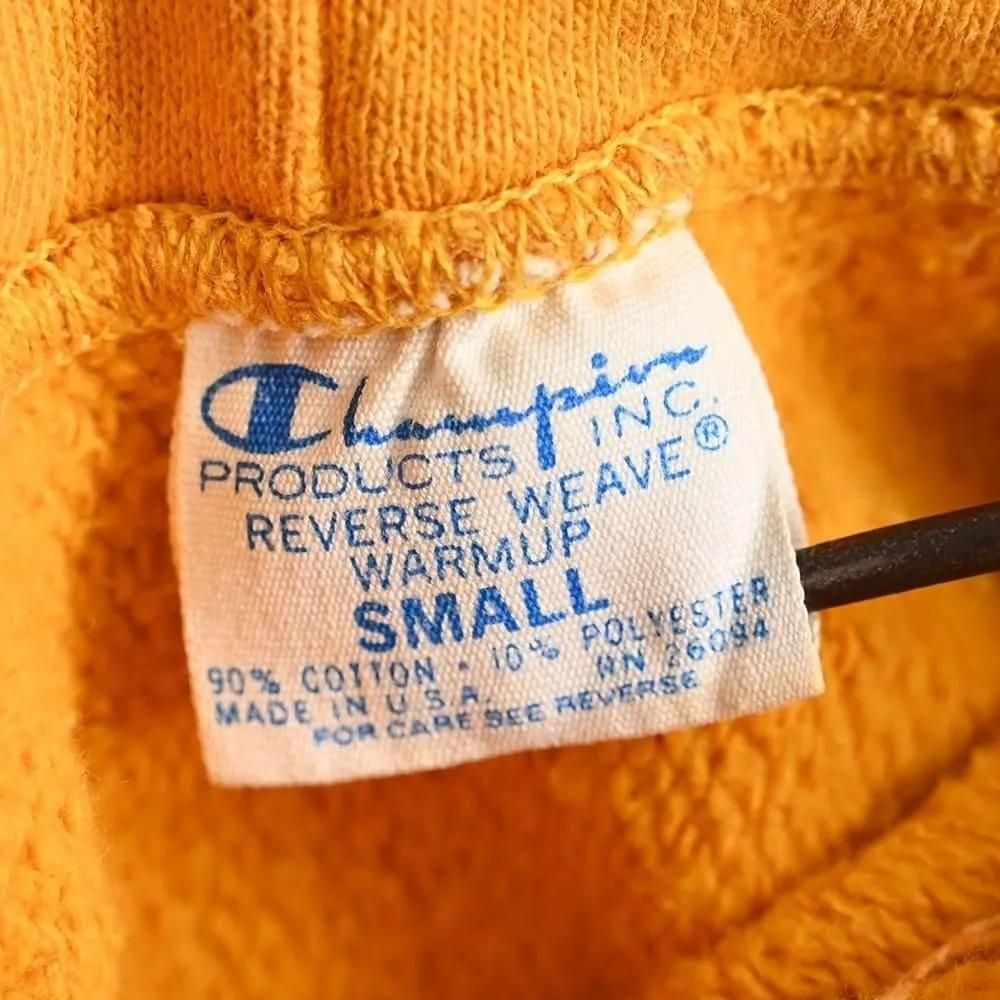 Champion
PRODUCTS INC.
REVERSE WEAVE®
WARMUP
SMALL
90% COTTON - 10% POLYESTER
MADE IN U.S.A. RN 26094
FOR CARE SEE REVERSE